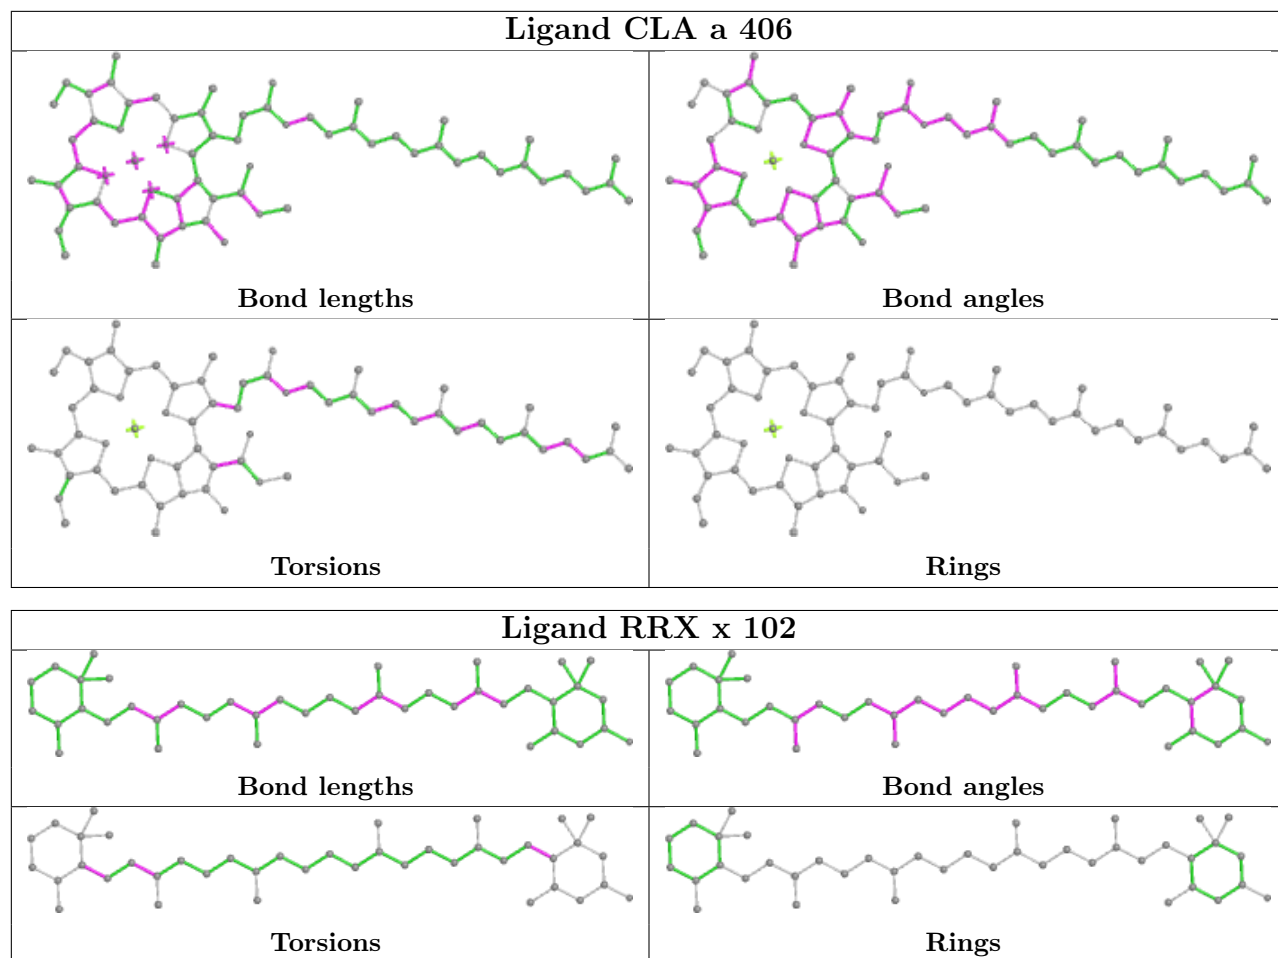 Ligand CLA a 406
Bond lengths
Bond angles
Torsions
Rings
Ligand RRX x 102
Bond lengths
Bond angles
Torsions
Rings